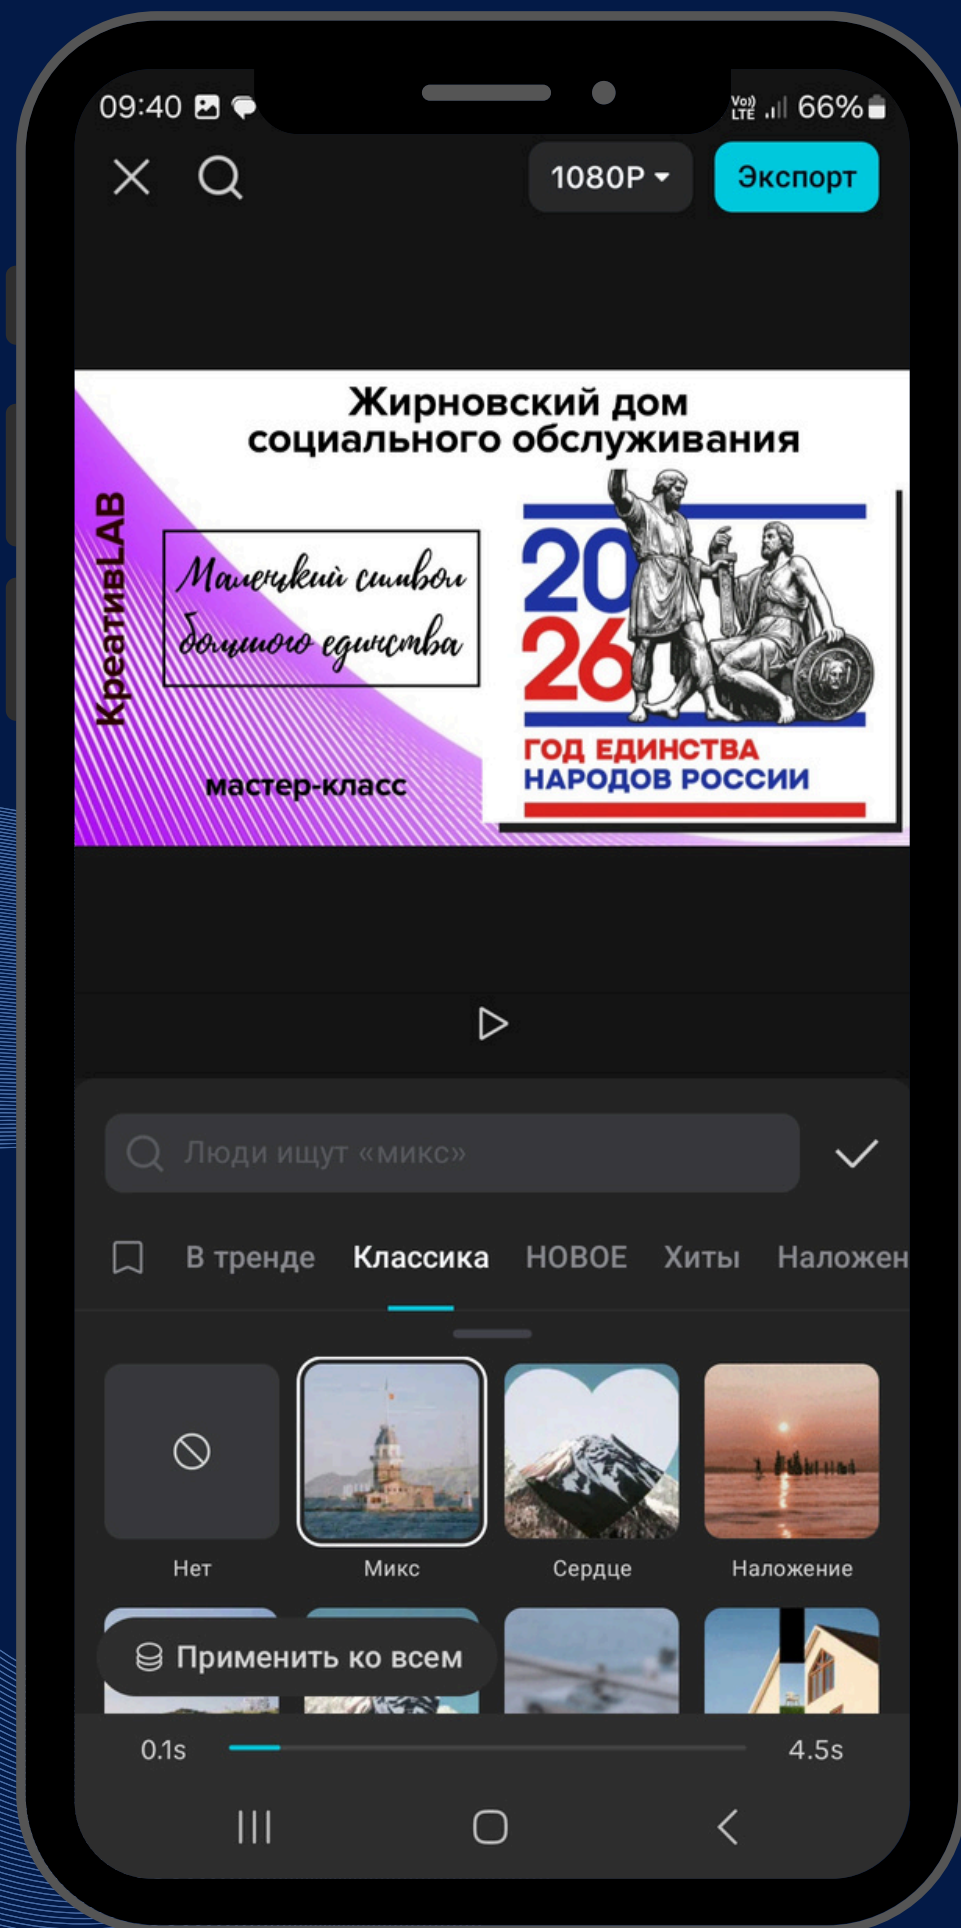 09:40
Vo)) LTE 66%
1080P
Экспорт
Жирновский дом
социального обслуживания
КреативLAB
Маленький символ
большого единства
мастер-класс
20
26
ГОД ЕДИНСТВА
НАРОДОВ РОССИИ
Люди ищут «микс»
В тренде Классика НОВОЕ Хиты Наложен
Нет Микс Сердце Наложение
Применить ко всем
0.1s 4.5s